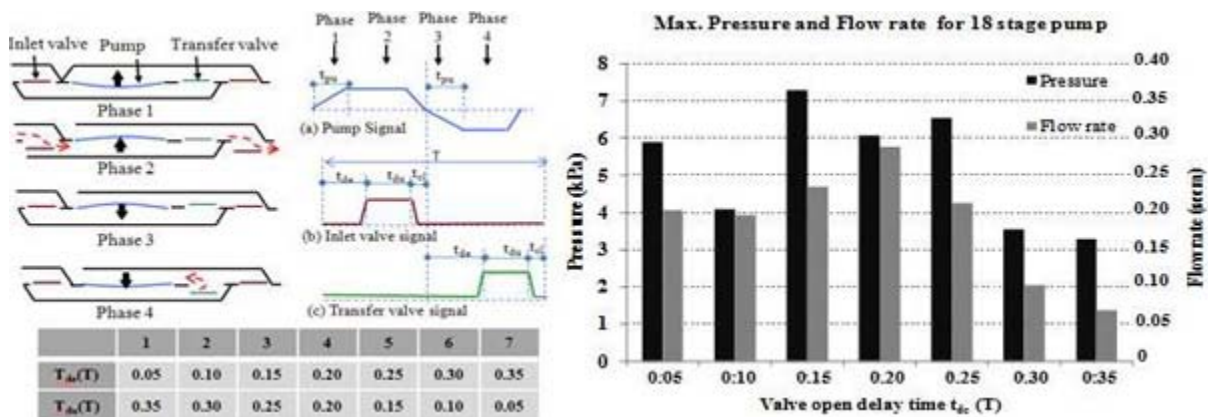 Phase Phase Phase Phase
1 2 3 4
Inlet valve Pump Transfer valve
Phase 1
Phase 2
Phase 3
Phase 4
(a) Pump Signal
T
(b) Inlet valve signal
(c) Transfer valve signal
1 2 3 4 5 6 7
0.05 0.10 0.15 0.20 0.25 0.30 0.35
0.35 0.30 0.25 0.20 0.15 0.10 0.05
Max. Pressure and Flow rate for 18 stage pump
Pressure (kPa)
8
7
6
5
4
3
2
1
0
Pressure
Flow rate
0.40
0.35
0.30
0.25
0.20
0.15
0.10
0.05
0
Flow rate (sccm)
0:05 0:10 0:15 0:20 0:25 0:30 0:35
Valve open delay time (T)